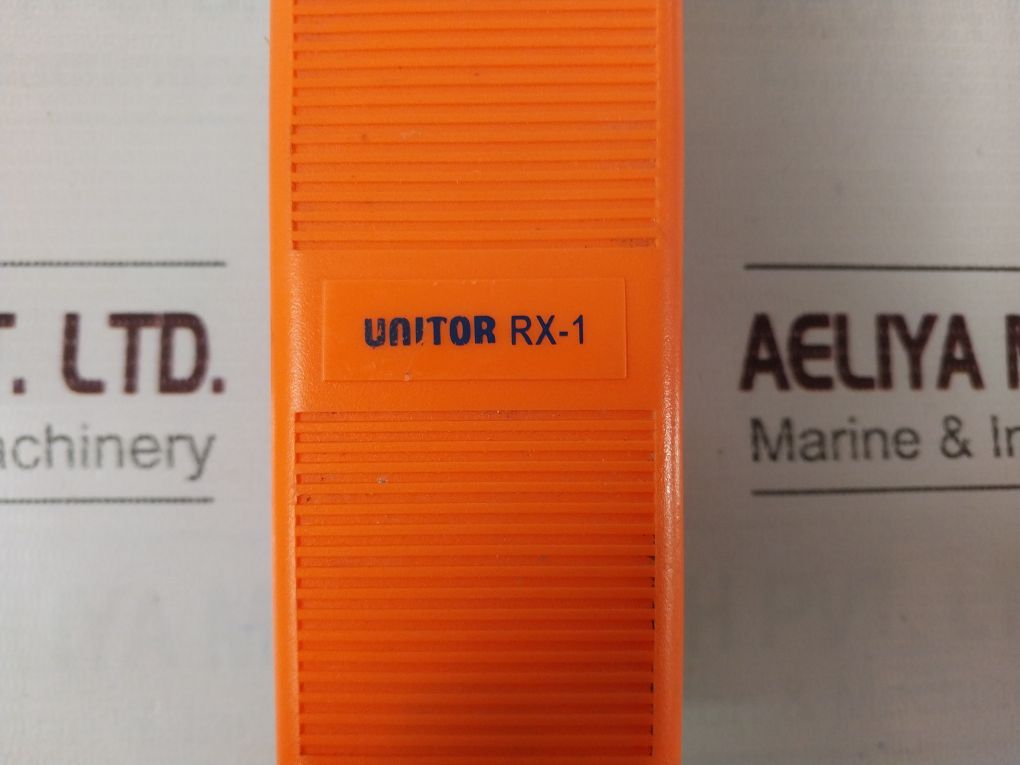 T. LTD.
achinery
UNITOR RX-1
AELIYA M
Marine & In